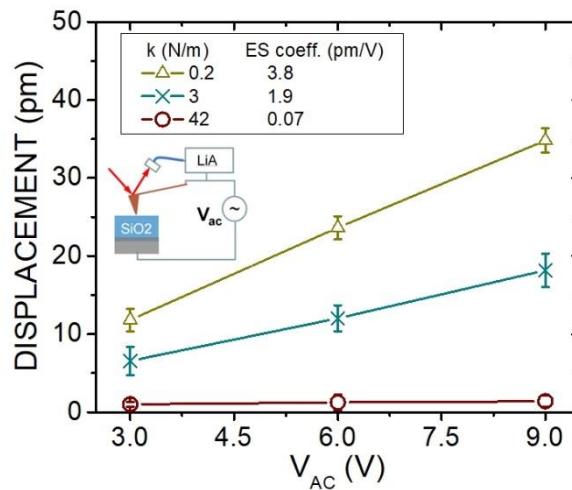 50
40
30
20
10
0
DISPLACEMENT (pm)
k (N/m) ES coeff. (pm/V)
0.2 3.8
3 1.9
42 0.07
LiA
SiO2
Vac
~
3.0 4.5 6.0 7.5 9.0
VAC (V)